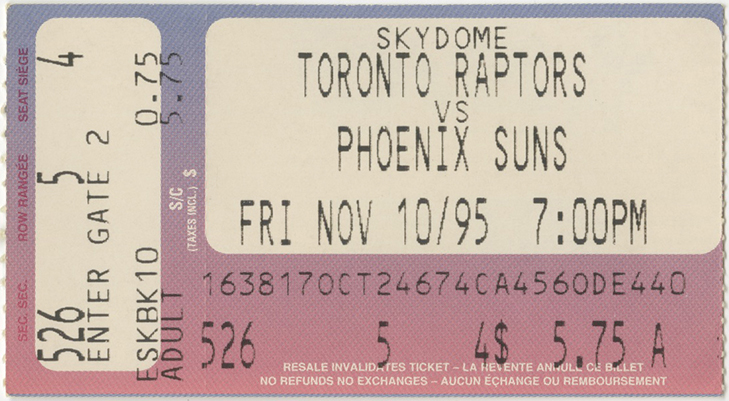 SEC. SEC. ROW RANGÉE SEAT SIÈGE
526 5 4
ENTER GATE 2
ESKBK10 0.75
ADULT 5.75
S/C $
(TAXES INCL.)
SKYDOME
TORONTO RAPTORS
VS
PHOENIX SUNS
FRI NOV 10/95 7:00PM
1638170CT24674CA4560DE440
526 5 4$ 5.75 A
RESALE INVALIDATES TICKET – LA REVENTE ANNULE CE BILLET
NO REFUNDS NO EXCHANGES – AUCUN ÉCHANGE OU REMBOURSEMENT